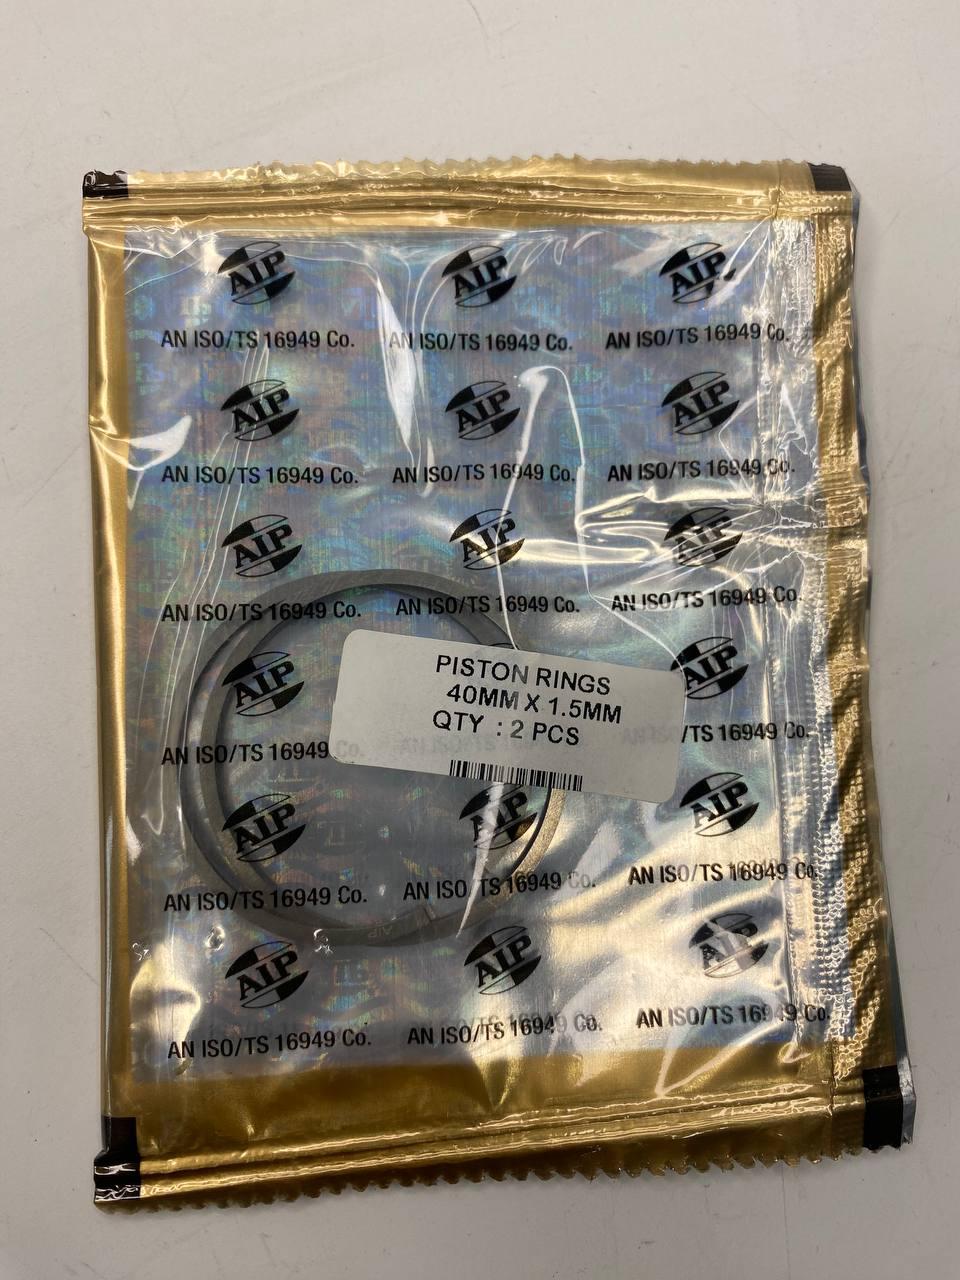 AIP AIP AIP
AN ISO/TS 16949 Co. AN ISO/TS 16949 Co. AN ISO/TS 16949 Co.
AIP AIP AIP
AN ISO/TS 16949 Co. AN ISO/TS 16949 Co. AN ISO/TS 16949 Co.
AIP AIP AIP
AN ISO/TS 16949 Co. AN ISO/TS 16949 Co. AN ISO/TS 16949 Co.
AIP AIP
PISTON RINGS
40MM X 1.5MM
QTY : 2 PCS
AN ISO/TS 16949 Co. /TS 16949 Co.
AIP AIP AIP
AN ISO/TS 16949 Co. AN ISO/TS 16949 Co. AN ISO/TS 16949 Co.
AIP
AIP AIP AIP
AN ISO/TS 16949 Co. AN ISO/TS 16949 Co. AN ISO/TS 16949 Co.